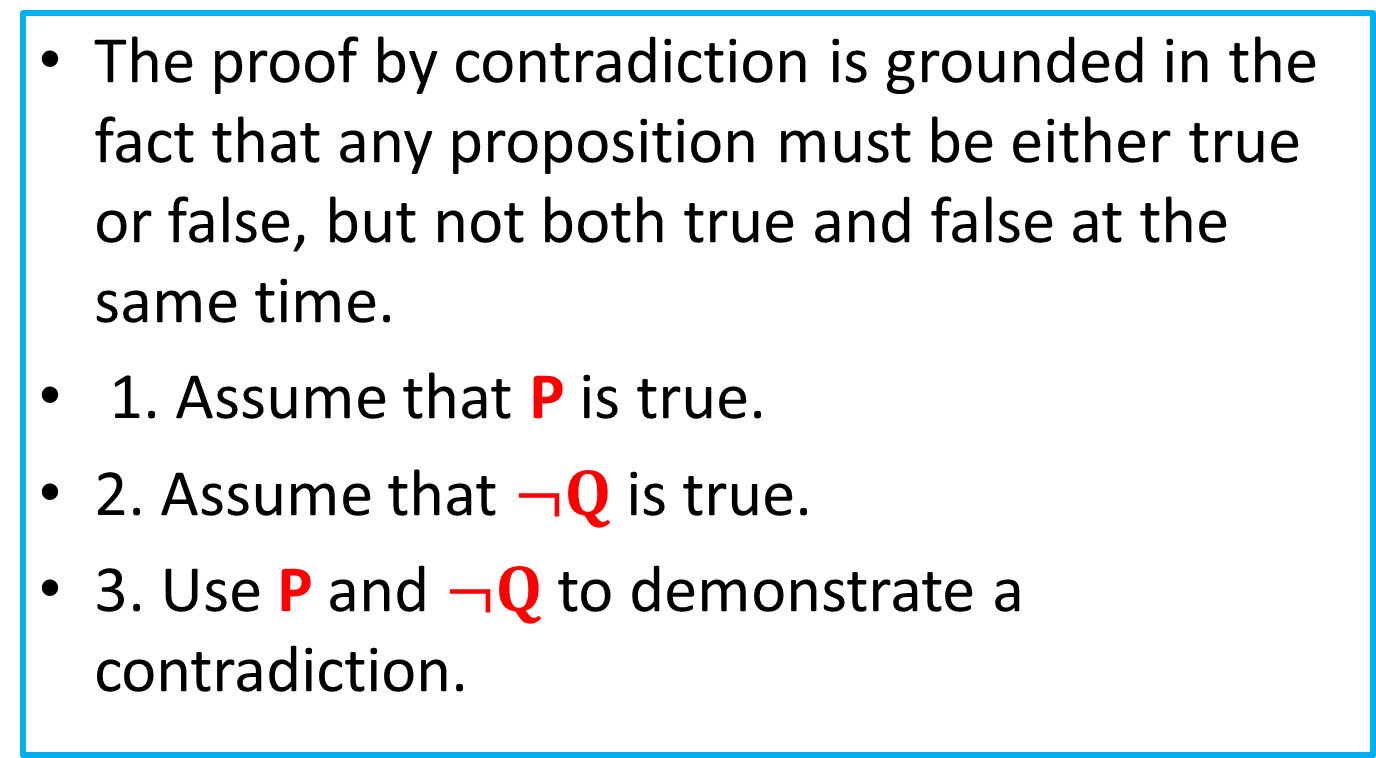 • The proof by contradiction is grounded in the
fact that any proposition must be either true
or false, but not both true and false at the
same time.
• 1. Assume that P is true.
• 2. Assume that ¬Q is true.
• 3. Use P and ¬Q to demonstrate a
contradiction.